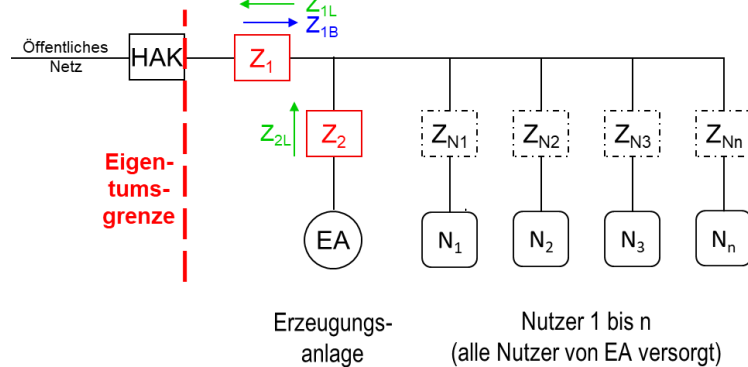 Z1L
Z1B
Öffentliches
Netz
HAK
Z1
Z2L
Z2
ZN1
ZN2
ZN3
ZNn
Eigen-
tums-
grenze
EA
N1
N2
N3
Nn
Erzeugungs-
anlage
Nutzer 1 bis n
(alle Nutzer von EA versorgt)